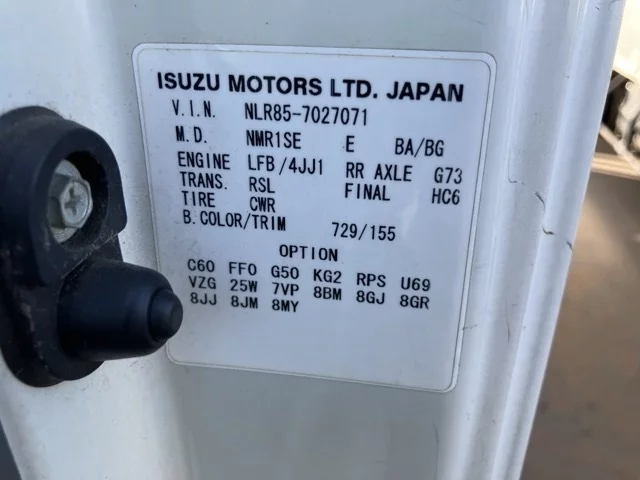 ISUZU MOTORS LTD. JAPAN
V.I.N. NLR85-7027071
M.D. NMR1SE E BA/BG
ENGINE LFB/4JJ1 RR AXLE G73
TRANS. RSL FINAL HC6
TIRE CWR
B.COLOR/TRIM 729/155
OPTION
C60 FF0 G50 KG2 RPS U69
VZG 25W 7VP 8BM 8GJ 8GR
8JJ 8JM 8MY